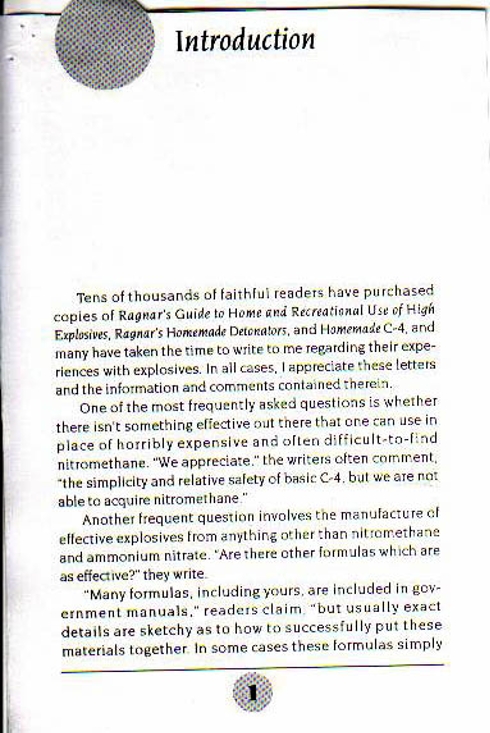 Introduction
Tens of thousands of faithful readers have purchased
copies of Ragnar's Guide to Home and Recreational Use of High
Explosives, Ragnar's Homemade Detonators, and Homemade C-4, and
many have taken the time to write to me regarding their expe-
riences with explosives. In all cases, I appreciate these letters
and the information and comments contained therein.
One of the most frequently asked questions is whether
there isn't something effective out there that one can use in
place of horribly expensive and often difficult-to-find
nitromethane. "We appreciate," the writers often comment,
"the simplicity and relative safety of basic C-4, but we are not
able to acquire nitromethane."
Another frequent question involves the manufacture of
effective explosives from anything other than nitromethane
and ammonium nitrate. "Are there other formulas which are
as effective?" they write.
"Many formulas, including yours, are included in gov-
ernment manuals," readers claim, "but usually exact
details are sketchy as to how to successfully put these
materials together. In some cases these formulas simply
1